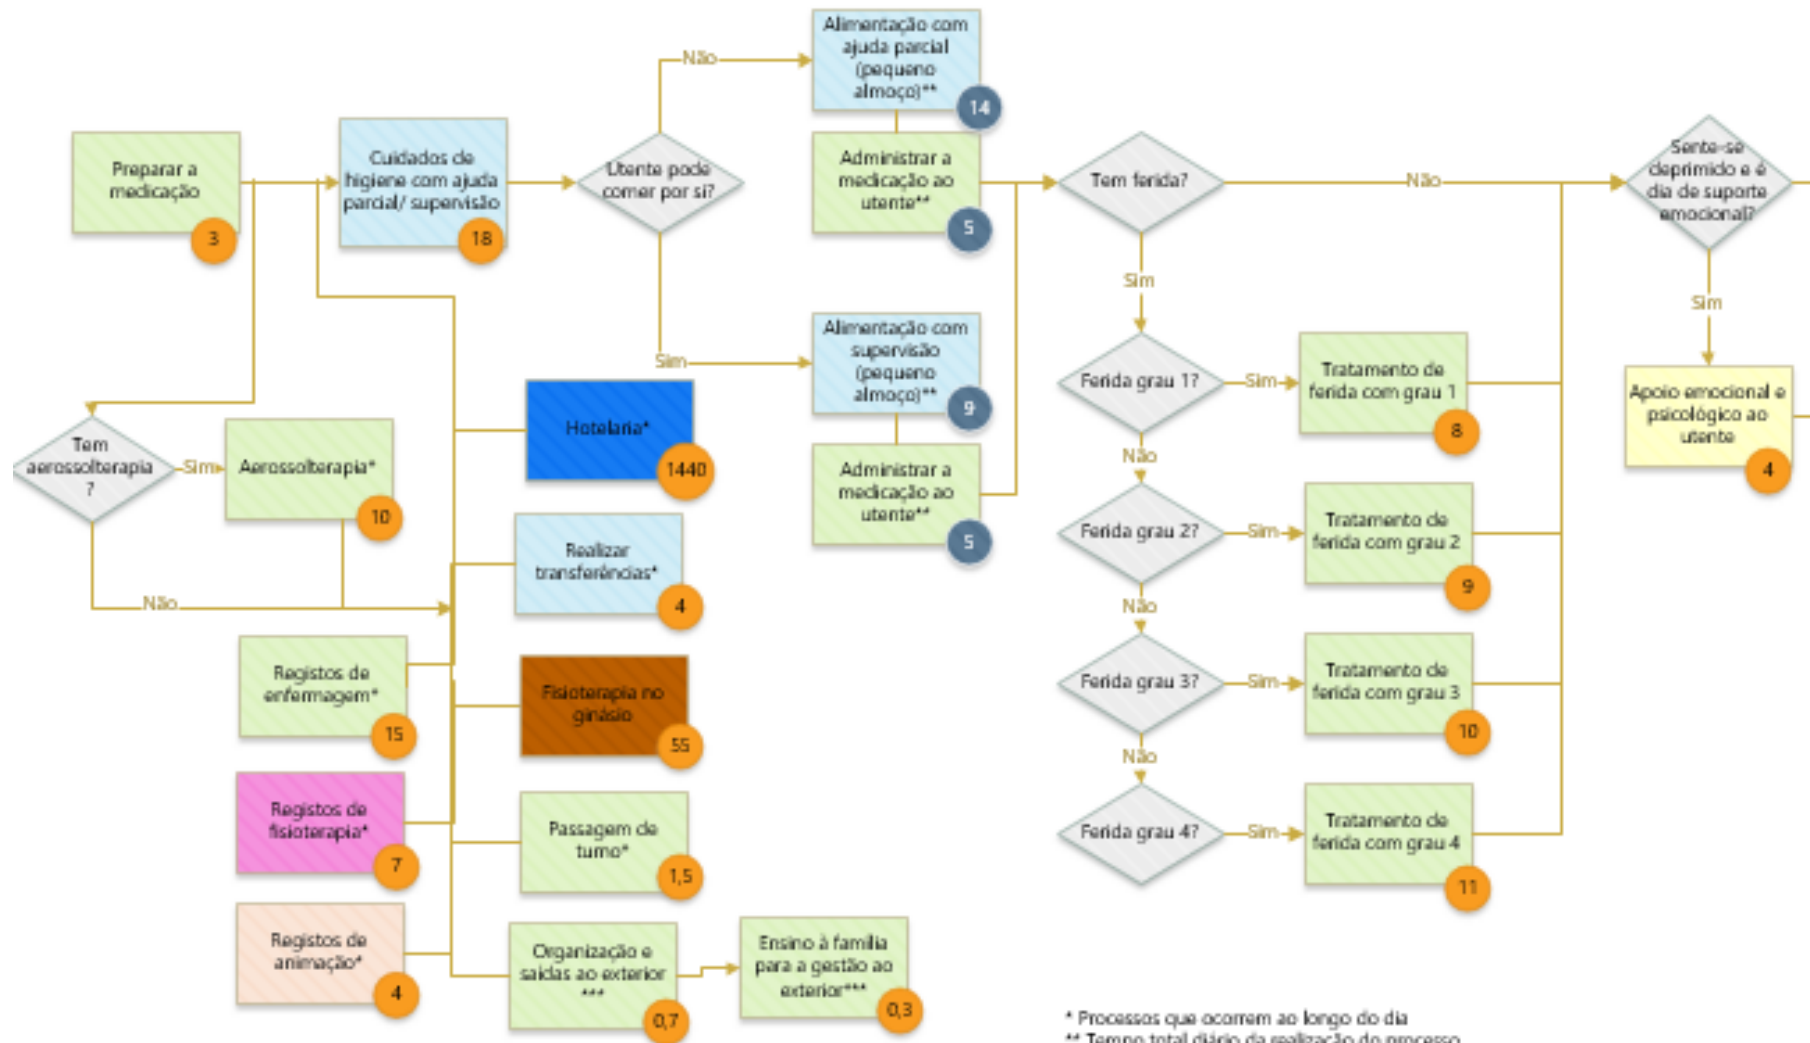 Preparar a
medicação
3
Cuidados de
higiene com ajuda
parcial/ supervisão
18
Utente pode
comer por si?
Não
Alimentação com
ajuda parcial
(pequeno
almoço)**
14
Administrar a
medicação ao
utente**
5
Sim
Alimentação com
supervisão
(pequeno
almoço)**
9
Administrar a
medicação ao
utente**
5
Tem ferida?
Não
Sim
Ferida grau 1?
Sim
Tratamento de
ferida com grau 1
8
Não
Ferida grau 2?
Sim
Tratamento de
ferida com grau 2
9
Não
Ferida grau 3?
Sim
Tratamento de
ferida com grau 3
10
Não
Ferida grau 4?
Sim
Tratamento de
ferida com grau 4
11
Sente-se
deprimido e é
dia de suporte
emocional?
Sim
Apoio emocional e
psicológico ao
utente
4
Tem
aerossolterapia
?
Sim
Aerossolterapia*
10
Não
Hotelaria*
1440
Realizar
transferências*
4
Registos de
enfermagem*
15
Fisioterapia no
ginásio
55
Registos de
fisioterapia*
7
Passagem de
turno*
1,5
Registos de
animação*
4
Organização e
saídas ao exterior
***
0,7
Ensino à família
para a gestão ao
exterior***
0,3
* Processos que ocorrem ao longo do dia
** Tempo total diário da realização do processo